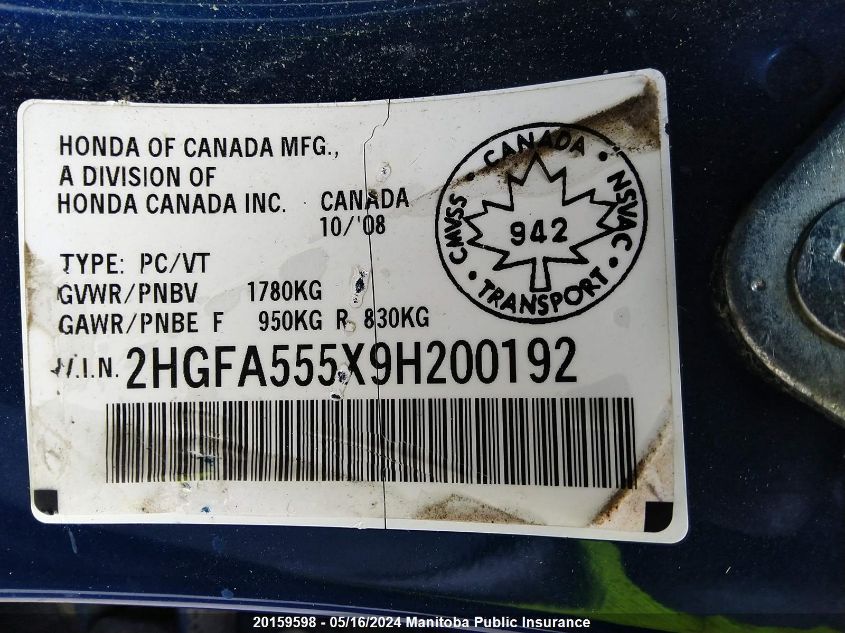 HONDA OF CANADA MFG.,
A DIVISION OF
HONDA CANADA INC. CANADA
10/'08
TYPE: PC/VT
GVWR/PNBV 1780KG
GAWR/PNBE F 950KG R 830KG
V.I.N. 2HGFA555X9H200192
CMVSS • CANADA • NSVAC • TRANSPORT •
942
20159598 - 05/16/2024 Manitoba Public Insurance